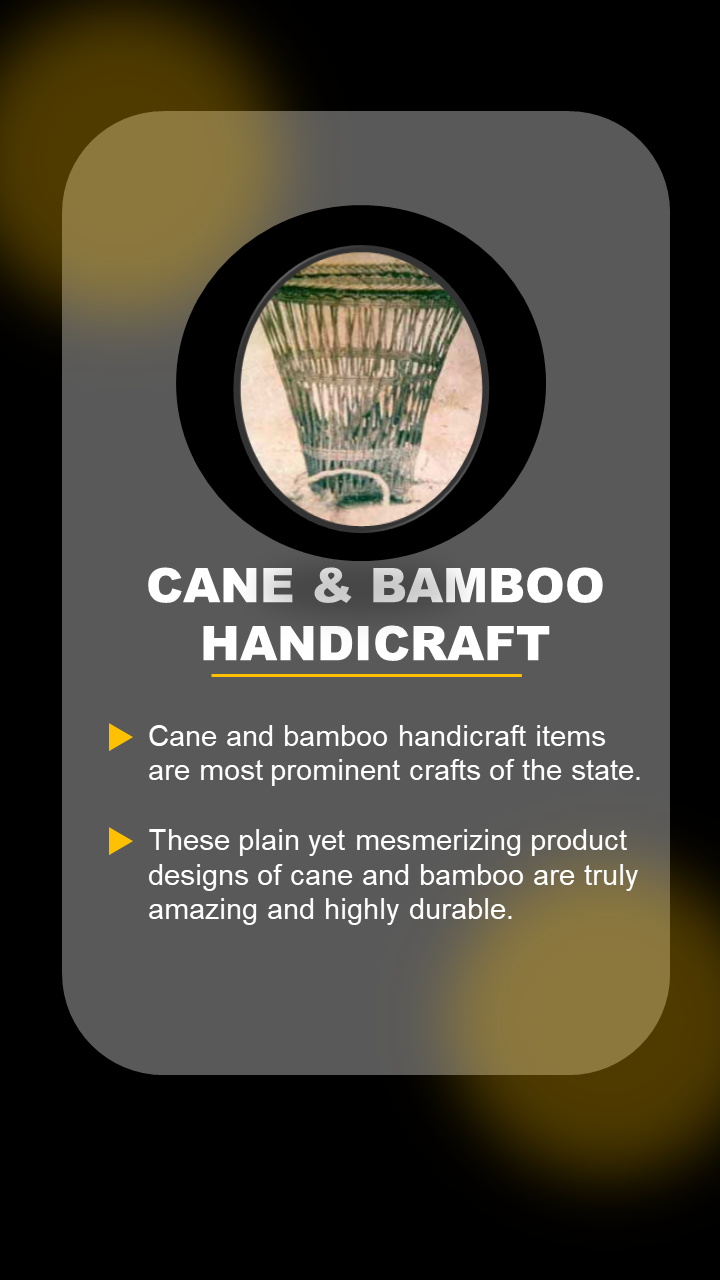 CANE & BAMBOO
HANDICRAFT
Cane and bamboo handicraft items
are most prominent crafts of the state.
These plain yet mesmerizing product
designs of cane and bamboo are truly
amazing and highly durable.